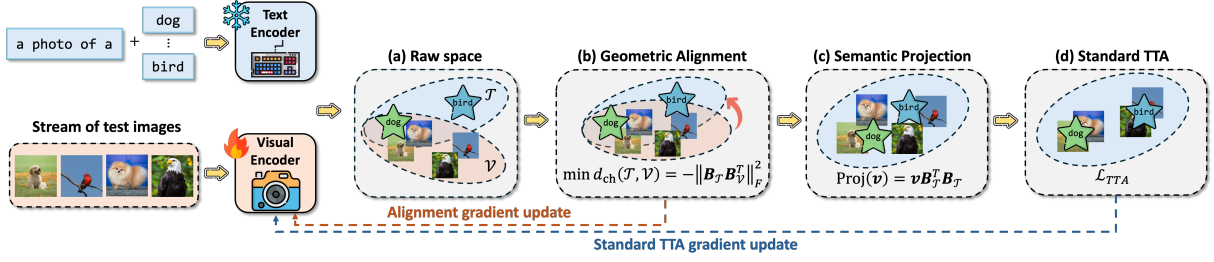 a photo of a
+
dog
⋮
bird
Text
Encoder
Stream of test images
Visual
Encoder
(a) Raw space
dog
bird
𝒯
𝒱
(b) Geometric Alignment
dog
bird
min d_ch(𝒯, 𝒱) = −‖B_𝒯 B_𝒱^T‖_F^2
(c) Semantic Projection
dog
bird
Proj(v) = vB_𝒯^T B_𝒯
(d) Standard TTA
dog
bird
ℒ_TTA
Alignment gradient update
Standard TTA gradient update